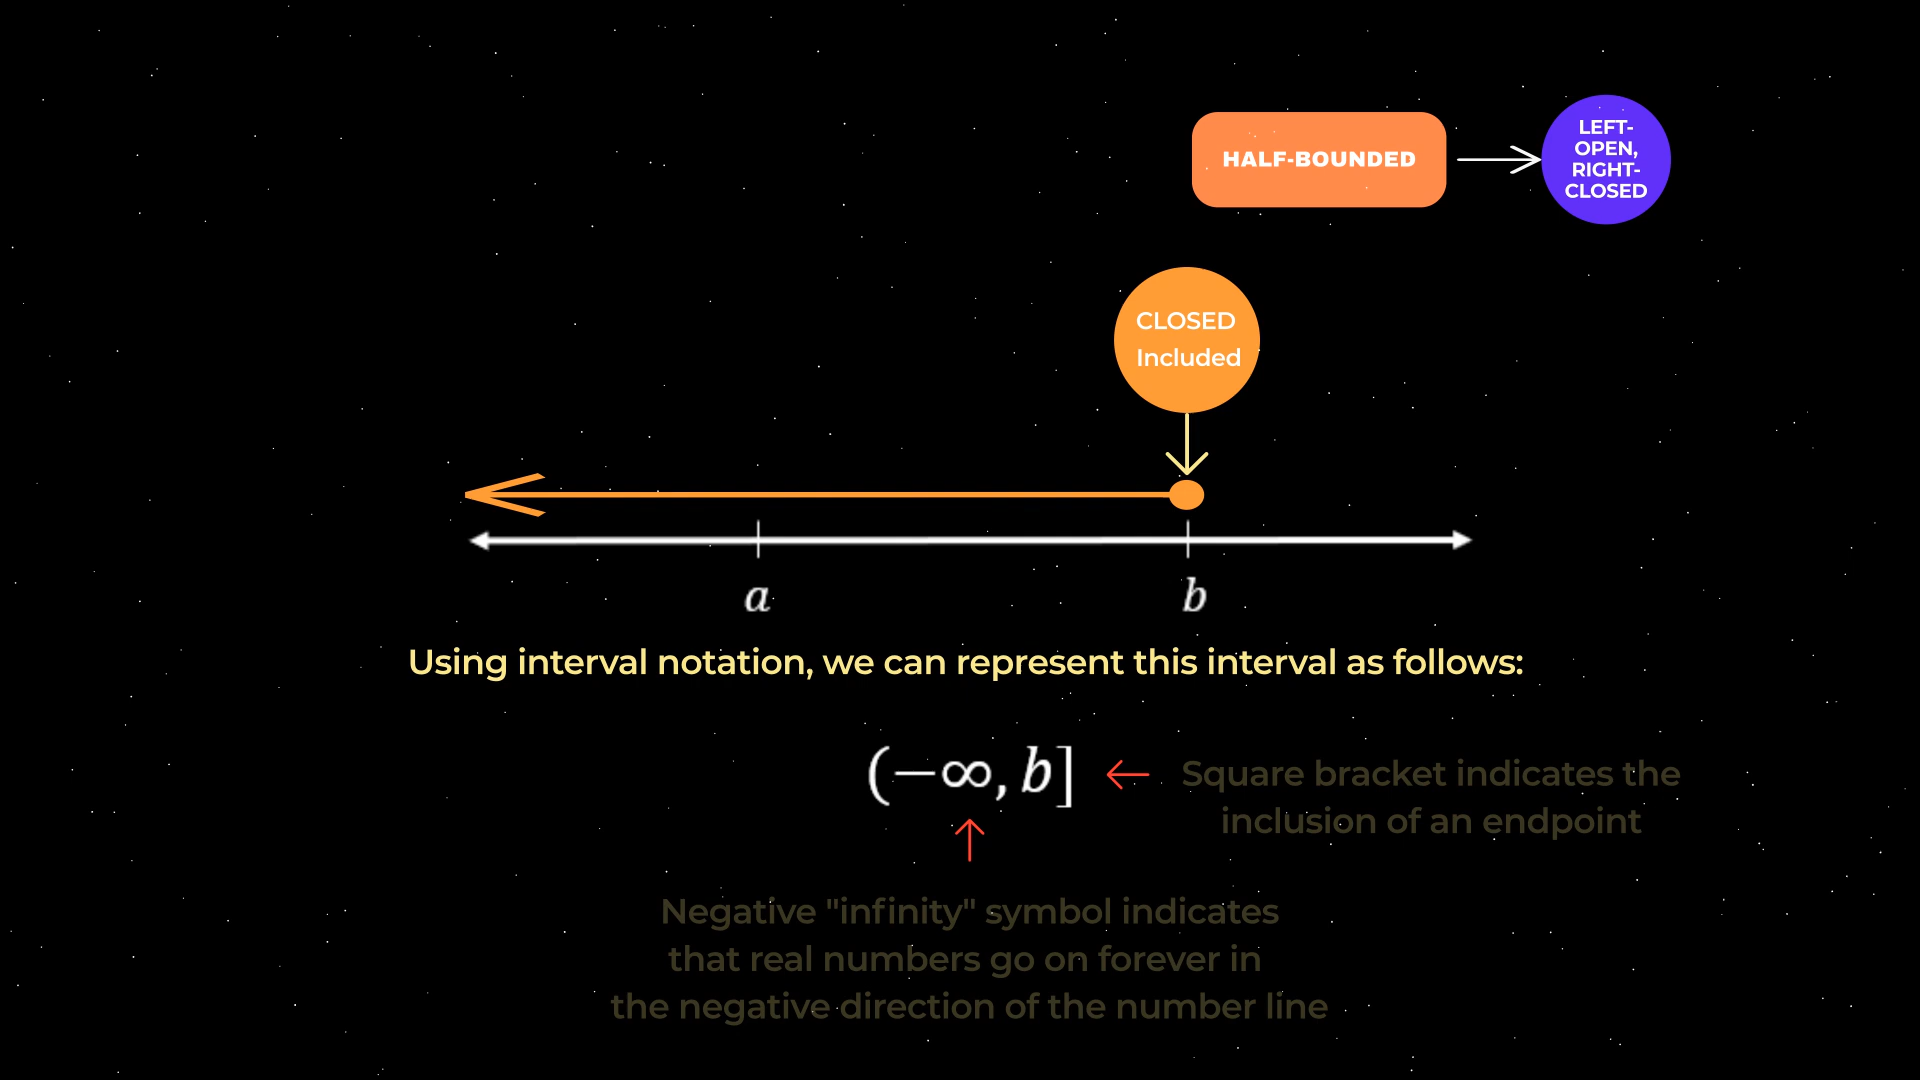 HALF-BOUNDED
LEFT-
OPEN,
RIGHT-
CLOSED
CLOSED
Included
a
b
Using interval notation, we can represent this interval as follows:
(−∞, b]
Square bracket indicates the
inclusion of an endpoint
Negative "infinity" symbol indicates
that real numbers go on forever in
the negative direction of the number line